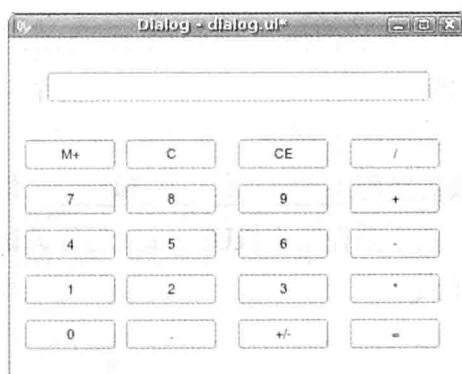 Dialog - dialog.ui*
M+ C CE /
7 8 9 +
4 5 6 -
1 2 3 *
0 . +/- =